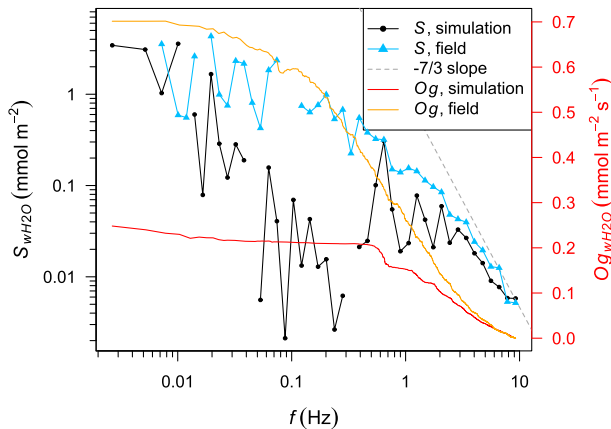 S, simulation
S, field
-7/3 slope
Og, simulation
Og, field
1
0.1
0.01
S_wH2O (mmol m⁻²)
0.7
0.6
0.5
0.4
0.3
0.2
0.1
0.0
Og_wH2O (mmol m⁻² s⁻¹)
0.01
0.1
1
10
f (Hz)